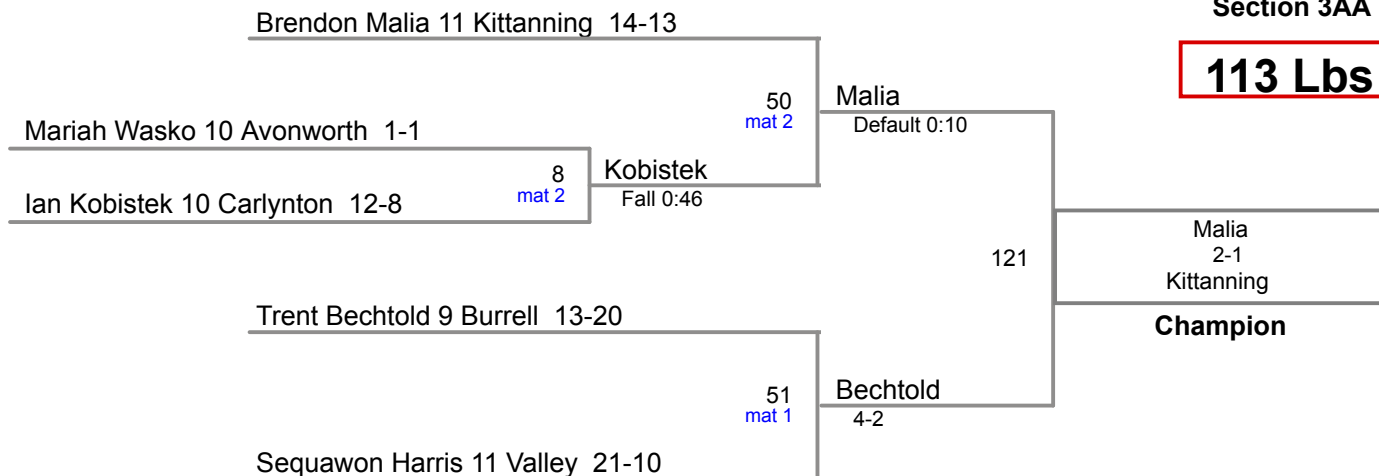 Section 3AA
Brendon Malia 11 Kittanning 14-13
113 Lbs
50
mat 2
Malia
Default 0:10
Mariah Wasko 10 Avonworth 1-1
8
mat 2
Kobistek
Fall 0:46
Ian Kobistek 10 Carlynton 12-8
121
Malia
2-1
Kittanning
Champion
Trent Bechtold 9 Burrell 13-20
51
mat 1
Bechtold
4-2
Sequawon Harris 11 Valley 21-10